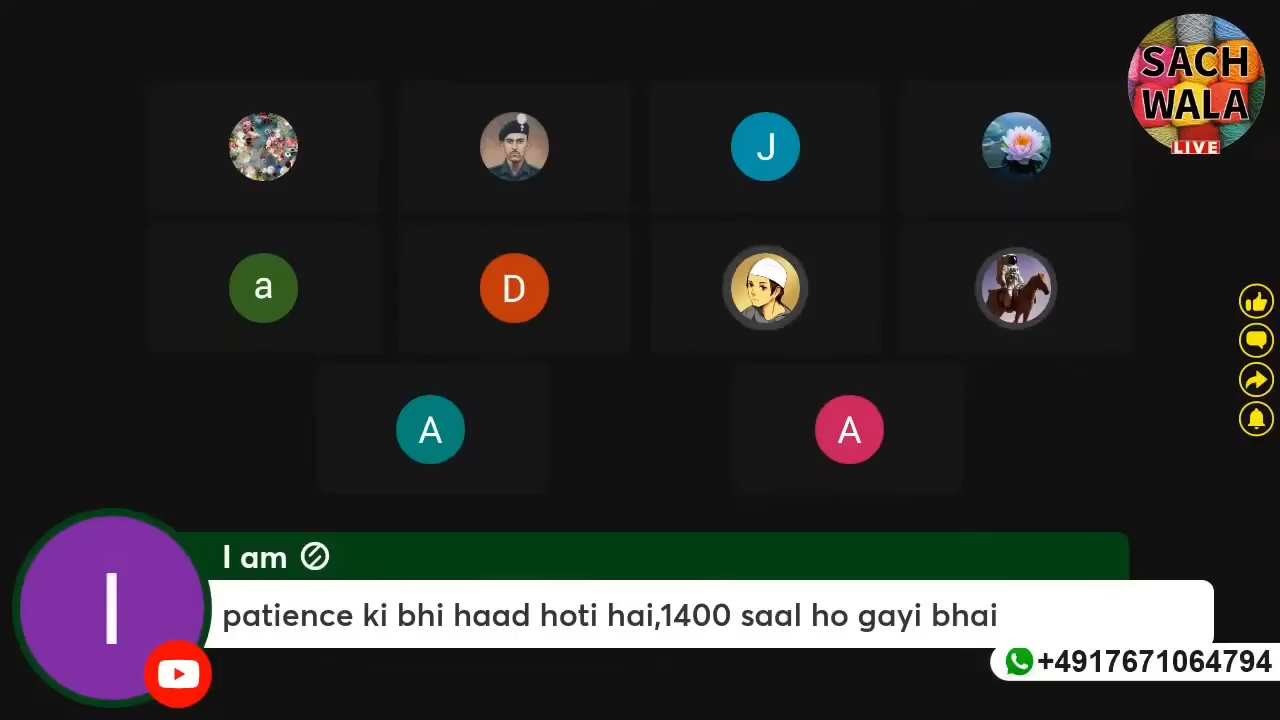 SACH
WALA
LIVE
J
a
D
A
A
I
I am
patience ki bhi haad hoti hai,1400 saal ho gayi bhai
+4917671064794